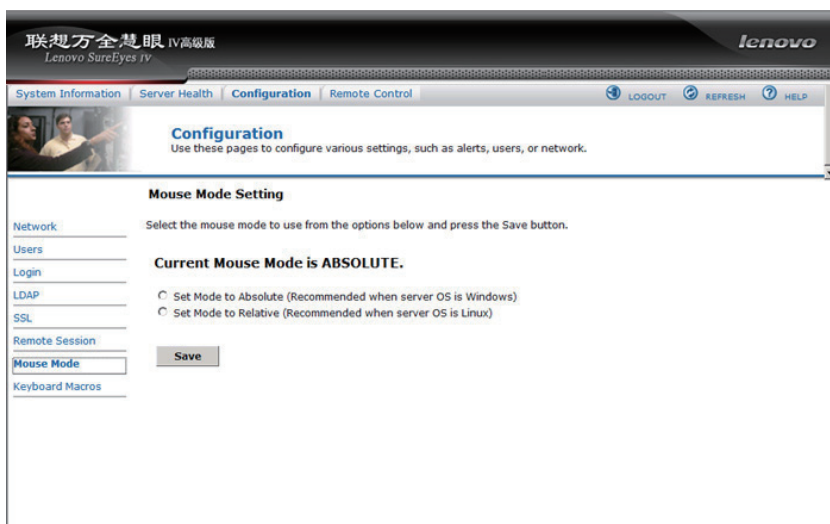 联想万全慧眼 IV高级版
Lenovo SureEyes IV
lenovo
System Information
Server Health
Configuration
Remote Control
LOGOUT
REFRESH
HELP
Configuration
Use these pages to configure various settings, such as alerts, users, or network.
Network
Users
Login
LDAP
SSL
Remote Session
Mouse Mode
Keyboard Macros
Mouse Mode Setting
Select the mouse mode to use from the options below and press the Save button.
Current Mouse Mode is ABSOLUTE.
Set Mode to Absolute (Recommended when server OS is Windows)
Set Mode to Relative (Recommended when server OS is Linux)
Save